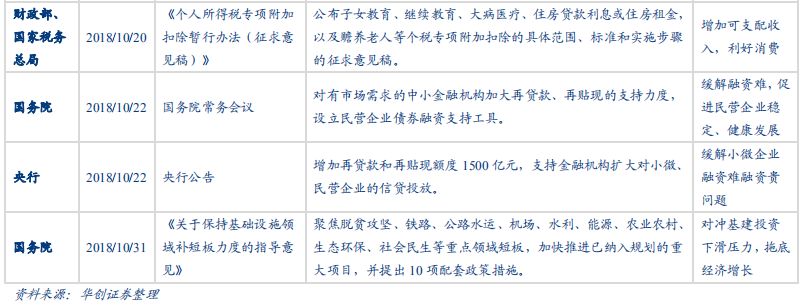 财政部、
国家税务
总局
2018/10/20
《个人所得税专项附加
扣除暂行办法（征求意
见稿）》
公布子女教育、继续教育、大病医疗、住房贷款利息或住房租金，
以及赡养老人等个税专项附加扣除的具体范围、标准和实施步骤
的征求意见稿。
增加可支配收
入，利好消费
国务院
2018/10/22
国务院常务会议
对有市场需求的中小金融机构加大再贷款、再贴现的支持力度，
设立民营企业债券融资支持工具。
缓解融资难，促
进民营企业稳
定、健康发展
央行
2018/10/22
央行公告
增加再贷款和再贴现额度 1500 亿元，支持金融机构扩大对小微、
民营企业的信贷投放。
缓解小微企业
融资难融资贵
问题
国务院
2018/10/31
《关于保持基础设施领
域补短板力度的指导意
见》
聚焦脱贫攻坚、铁路、公路水运、机场、水利、能源、农业农村、
生态环保、社会民生等重点领域短板，加快推进已纳入规划的重
大项目，并提出 10 项配套政策措施。
对冲基建投资
下滑压力，拖底
经济增长
资料来源：华创证券整理